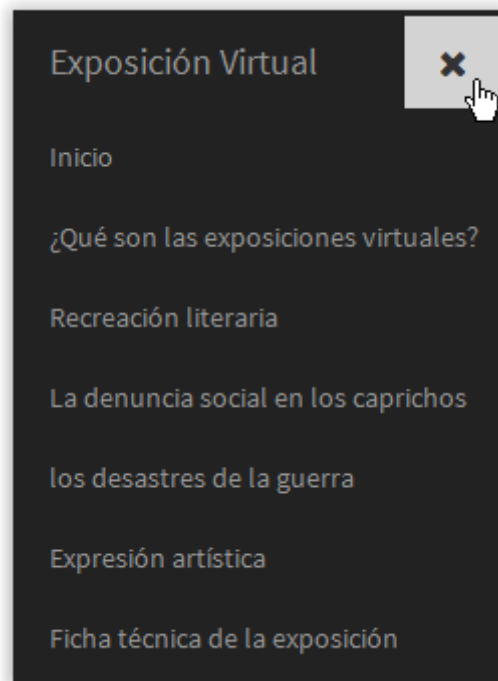 Exposición Virtual
Inicio
¿Qué son las exposiciones virtuales?
Recreación literaria
La denuncia social en los caprichos
los desastres de la guerra
Expresión artística
Ficha técnica de la exposición